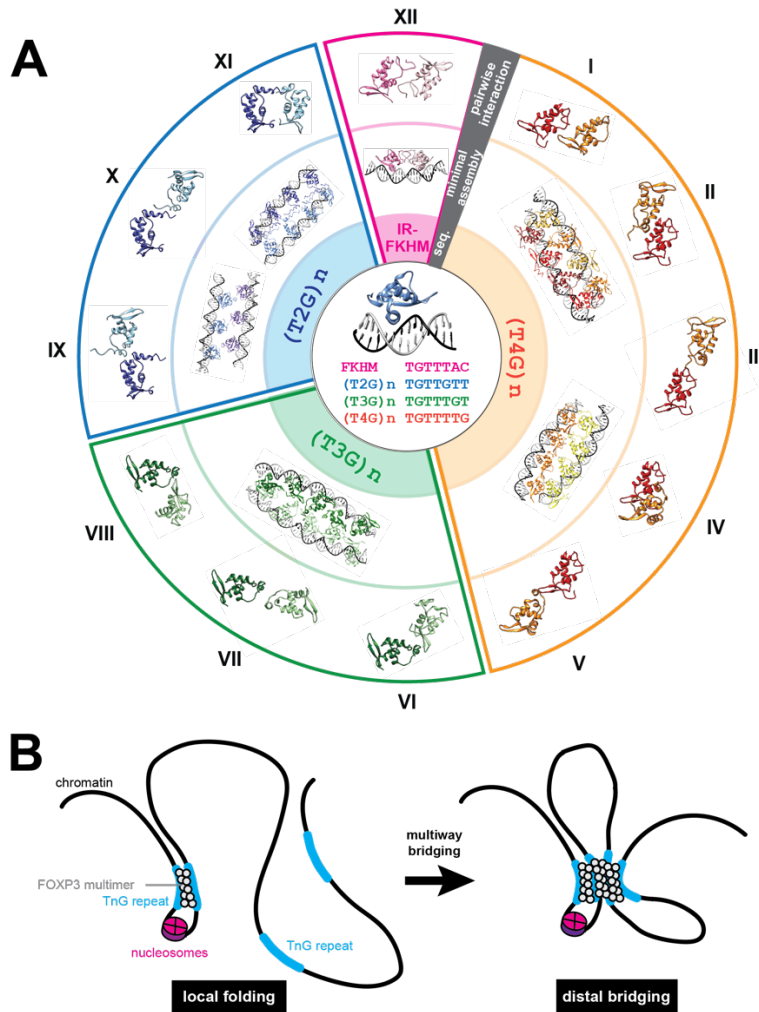 A
XII
XI
I
pairwise
interaction
X
II
minimal
assembly
IR-
FKHM
seq.
(T2G)n
IX
(T4G)n
II
FKHM TGTTTAC
(T2G)n TGTTGTT
(T3G)n TGTTTGT
(T4G)n TGTTTTG
(T3G)n
VIII
IV
VII
V
VI
B
chromatin
multiway
bridging
FOXP3 multimer
TnG repeat
TnG repeat
nucleosomes
local folding
distal bridging